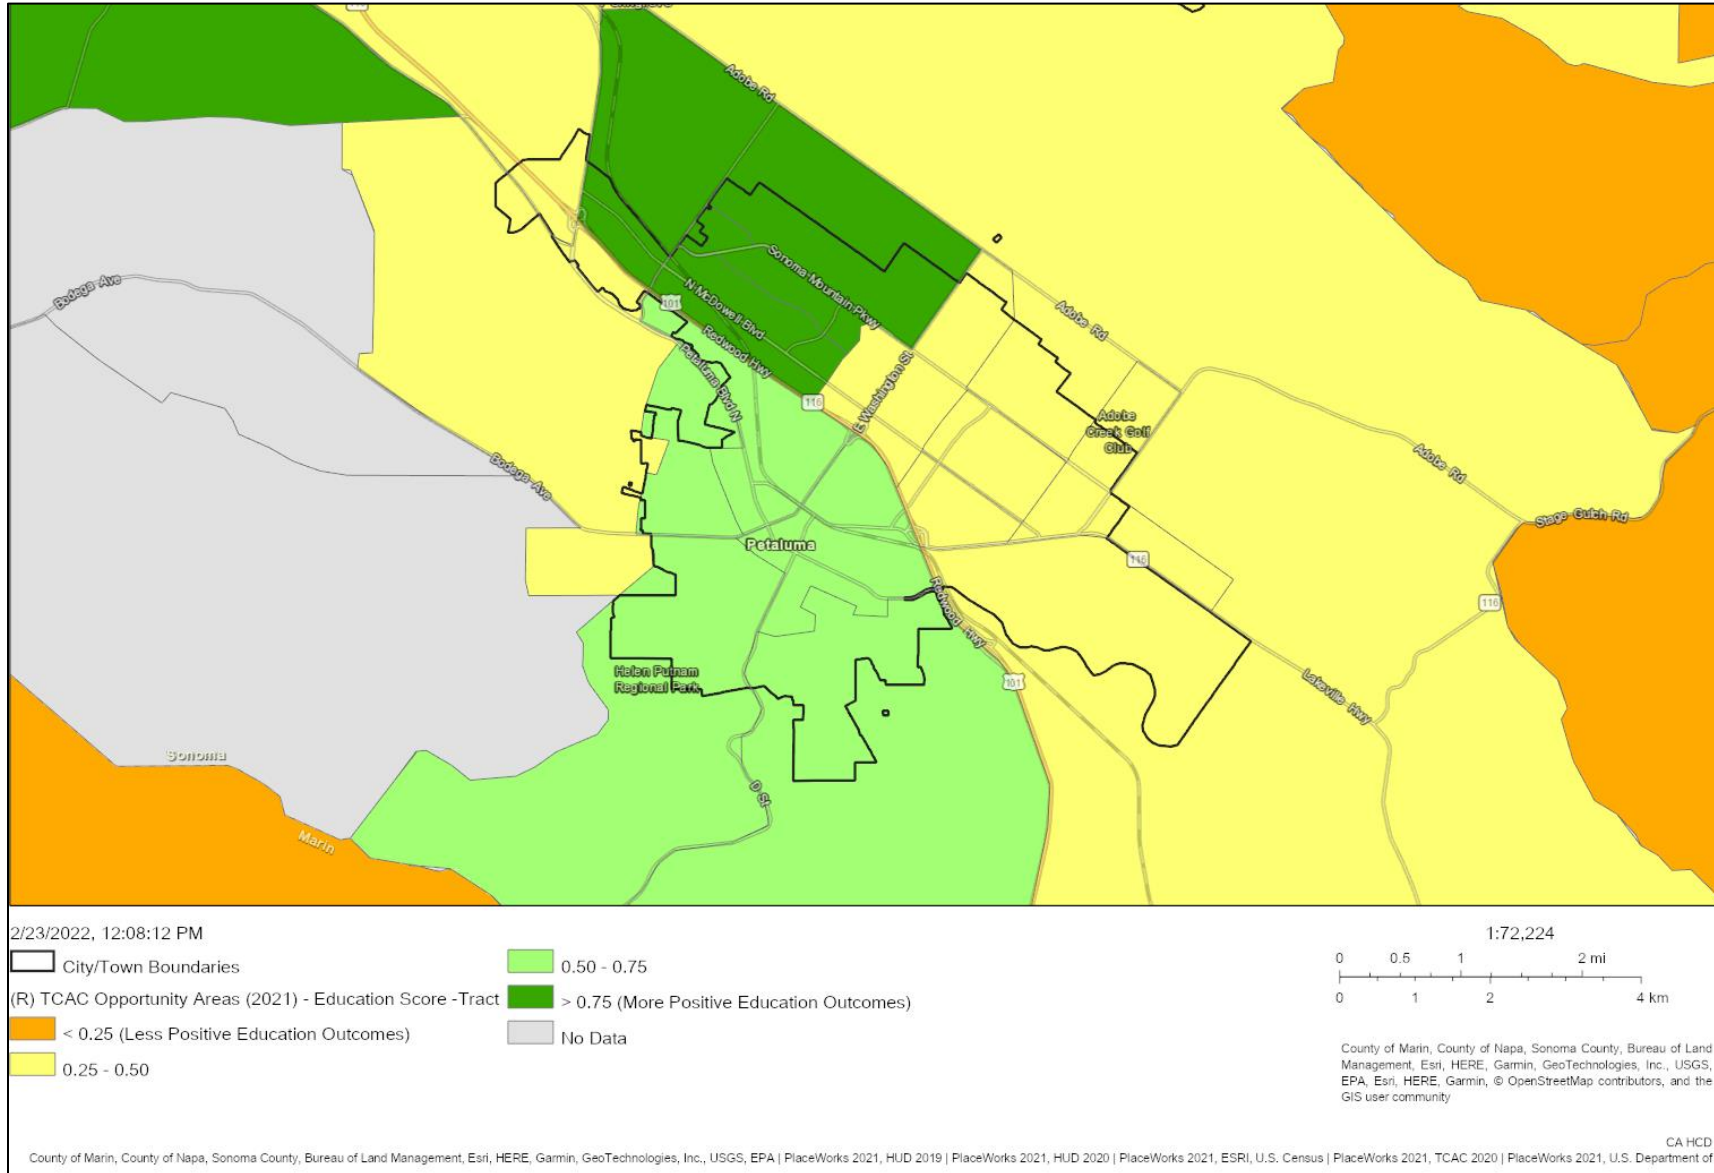 Adobe Rd
Bodega Ave
Sonoma Mountain Pkwy
N McDowell Blvd
101
Redwood Hwy
Petaluma Blvd N
116
E Washington St
Adobe Rd
Adobe
Creek Golf
Club
Adobe Rd
Bodega Ave
Stage Gulch Rd
Petaluma
116
Redwood Hwy
116
Helen Putnam
Regional Park
101
Lakeville Hwy
Sonoma
D St
Marin
2/23/2022, 12:08:12 PM
City/Town Boundaries
(R) TCAC Opportunity Areas (2021) - Education Score -Tract
< 0.25 (Less Positive Education Outcomes)
0.25 - 0.50
0.50 - 0.75
> 0.75 (More Positive Education Outcomes)
No Data
1:72,224
0 0.5 1 2 mi
0 1 2 4 km
County of Marin, County of Napa, Sonoma County, Bureau of Land
Management, Esri, HERE, Garmin, GeoTechnologies, Inc., USGS,
EPA, Esri, HERE, Garmin, © OpenStreetMap contributors, and the
GIS user community
CA HCD
County of Marin, County of Napa, Sonoma County, Bureau of Land Management, Esri, HERE, Garmin, GeoTechnologies, Inc., USGS, EPA | PlaceWorks 2021, HUD 2019 | PlaceWorks 2021, HUD 2020 | PlaceWorks 2021, ESRI, U.S. Census | PlaceWorks 2021, TCAC 2020 | PlaceWorks 2021, U.S. Department of